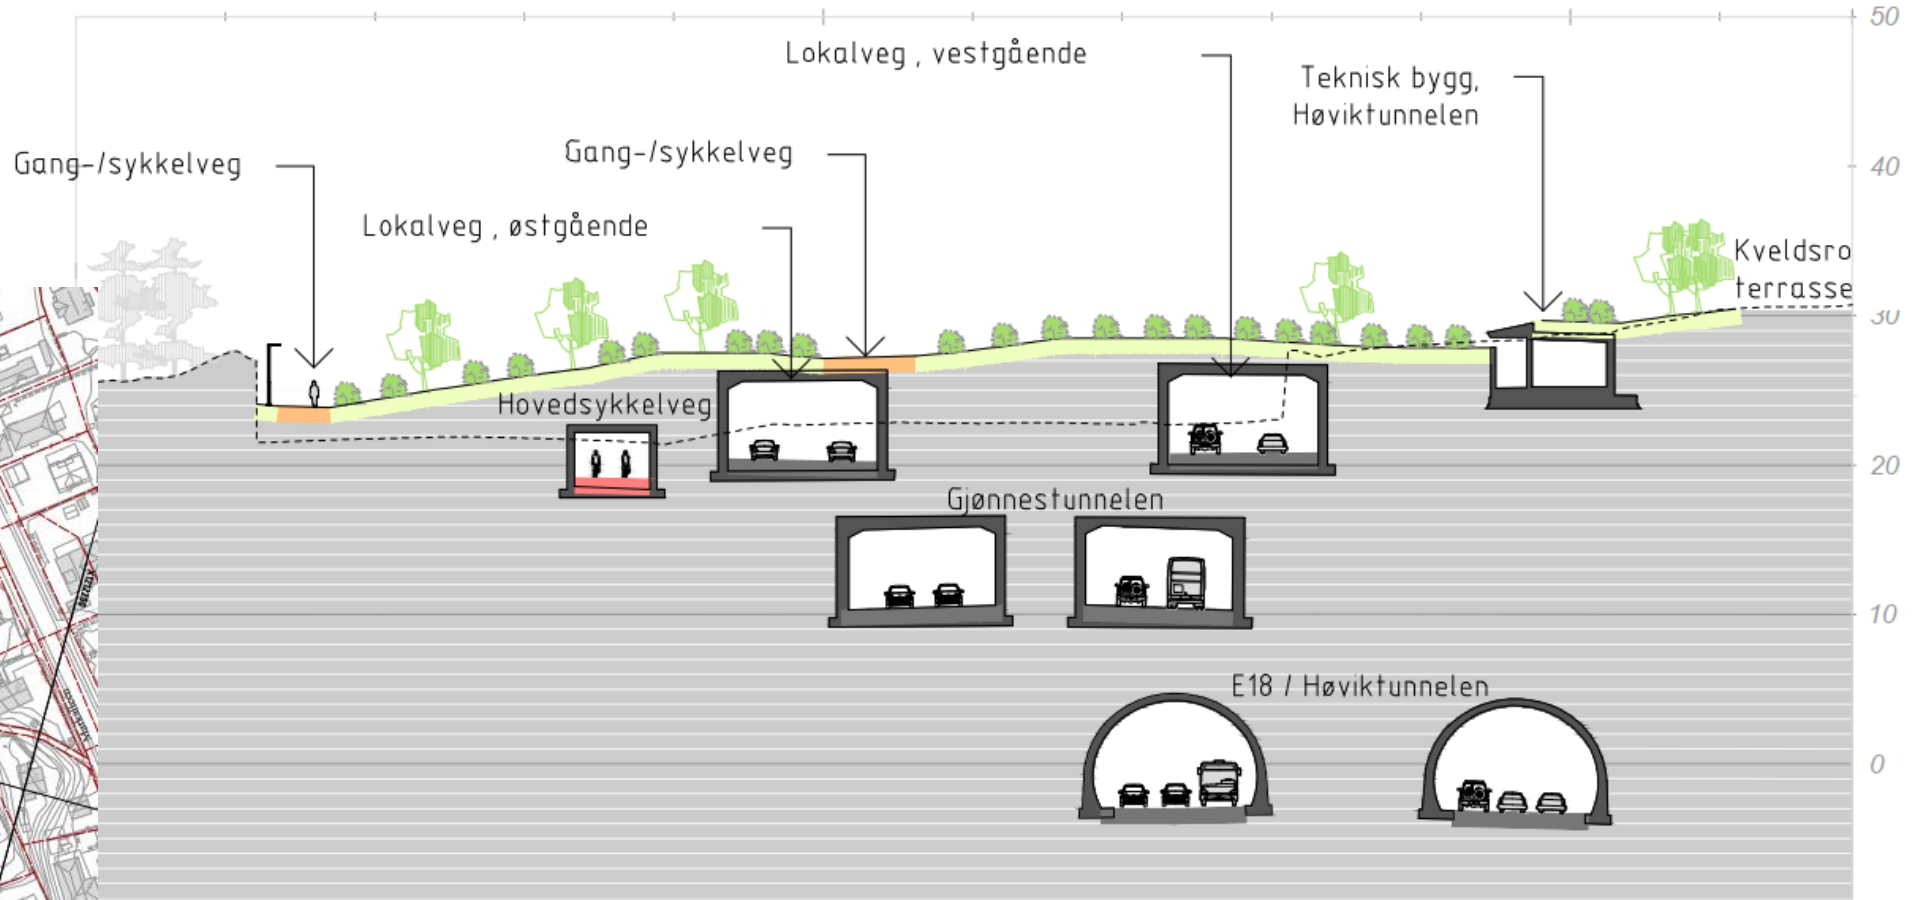 50
Lokalveg , vestgående
Teknisk bygg,
Høviktunnelen
Gang-/sykkelveg
Gang-/sykkelveg
40
Lokalveg , østgående
Kveldsro
terrasse
30
Hovedsykkelveg
20
Gjønnestunnelen
10
E18 / Høviktunnelen
0